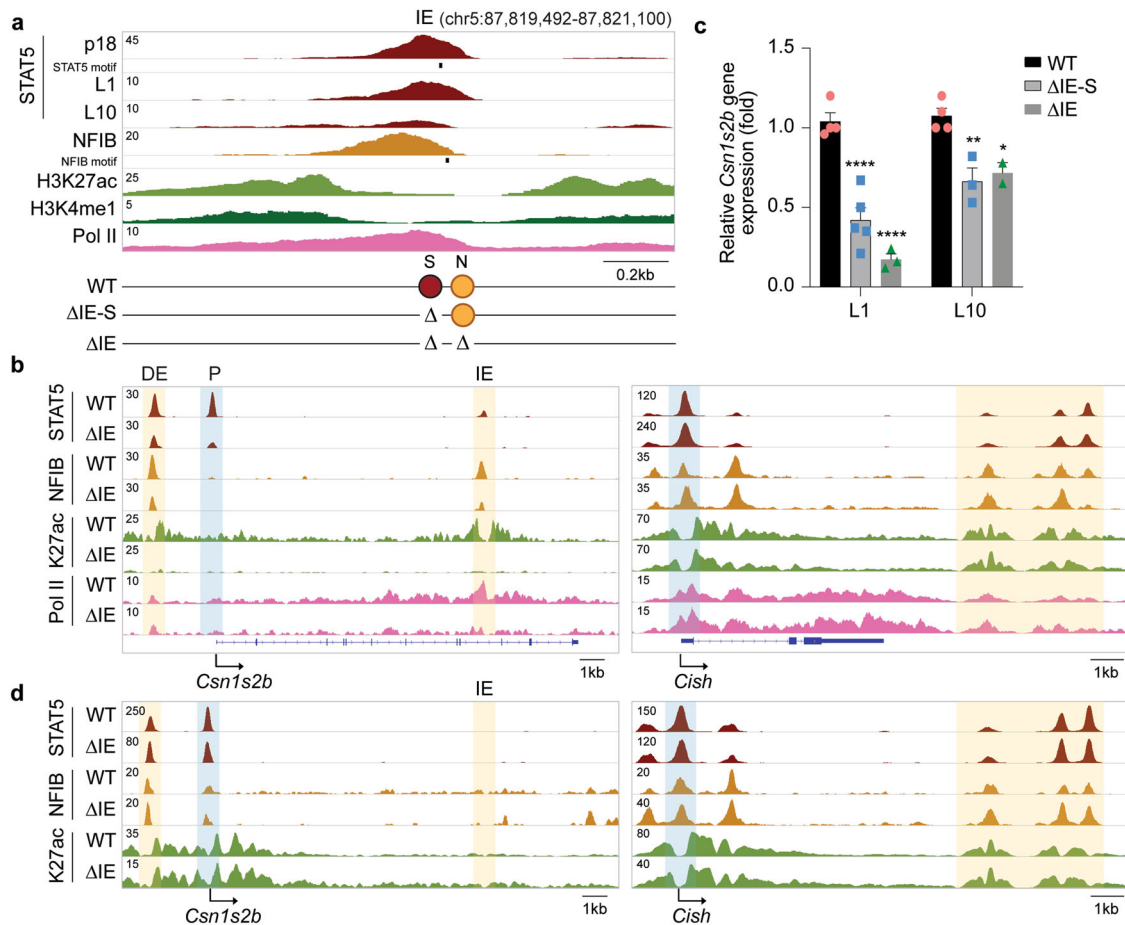 a
IE (chr5:87,819,492-87,821,100)
STAT5
p18
45
STAT5 motif
L1
10
L10
10
NFIB
20
NFIB motif
H3K27ac
25
H3K4me1
5
Pol II
10
0.2kb
S N
WT
ΔIE-S Δ
ΔIE Δ Δ
c
Relative Csn1s2b gene
expression (fold)
1.5
1.0
0.5
0.0
WT
ΔIE-S
ΔIE
****
****
**
*
L1 L10
b
DE P IE
STAT5 WT 30 120
ΔIE 30 240
NFIB WT 30 35
ΔIE 30 35
K27ac WT 25 70
ΔIE 25 70
Pol II WT 10 15
ΔIE 10 15
Csn1s2b 1kb
Cish 1kb
d
IE
STAT5 WT 250 150
ΔIE 80 120
NFIB WT 20 20
ΔIE 20 40
K27ac WT 35 80
ΔIE 15 40
Csn1s2b 1kb
Cish 1kb